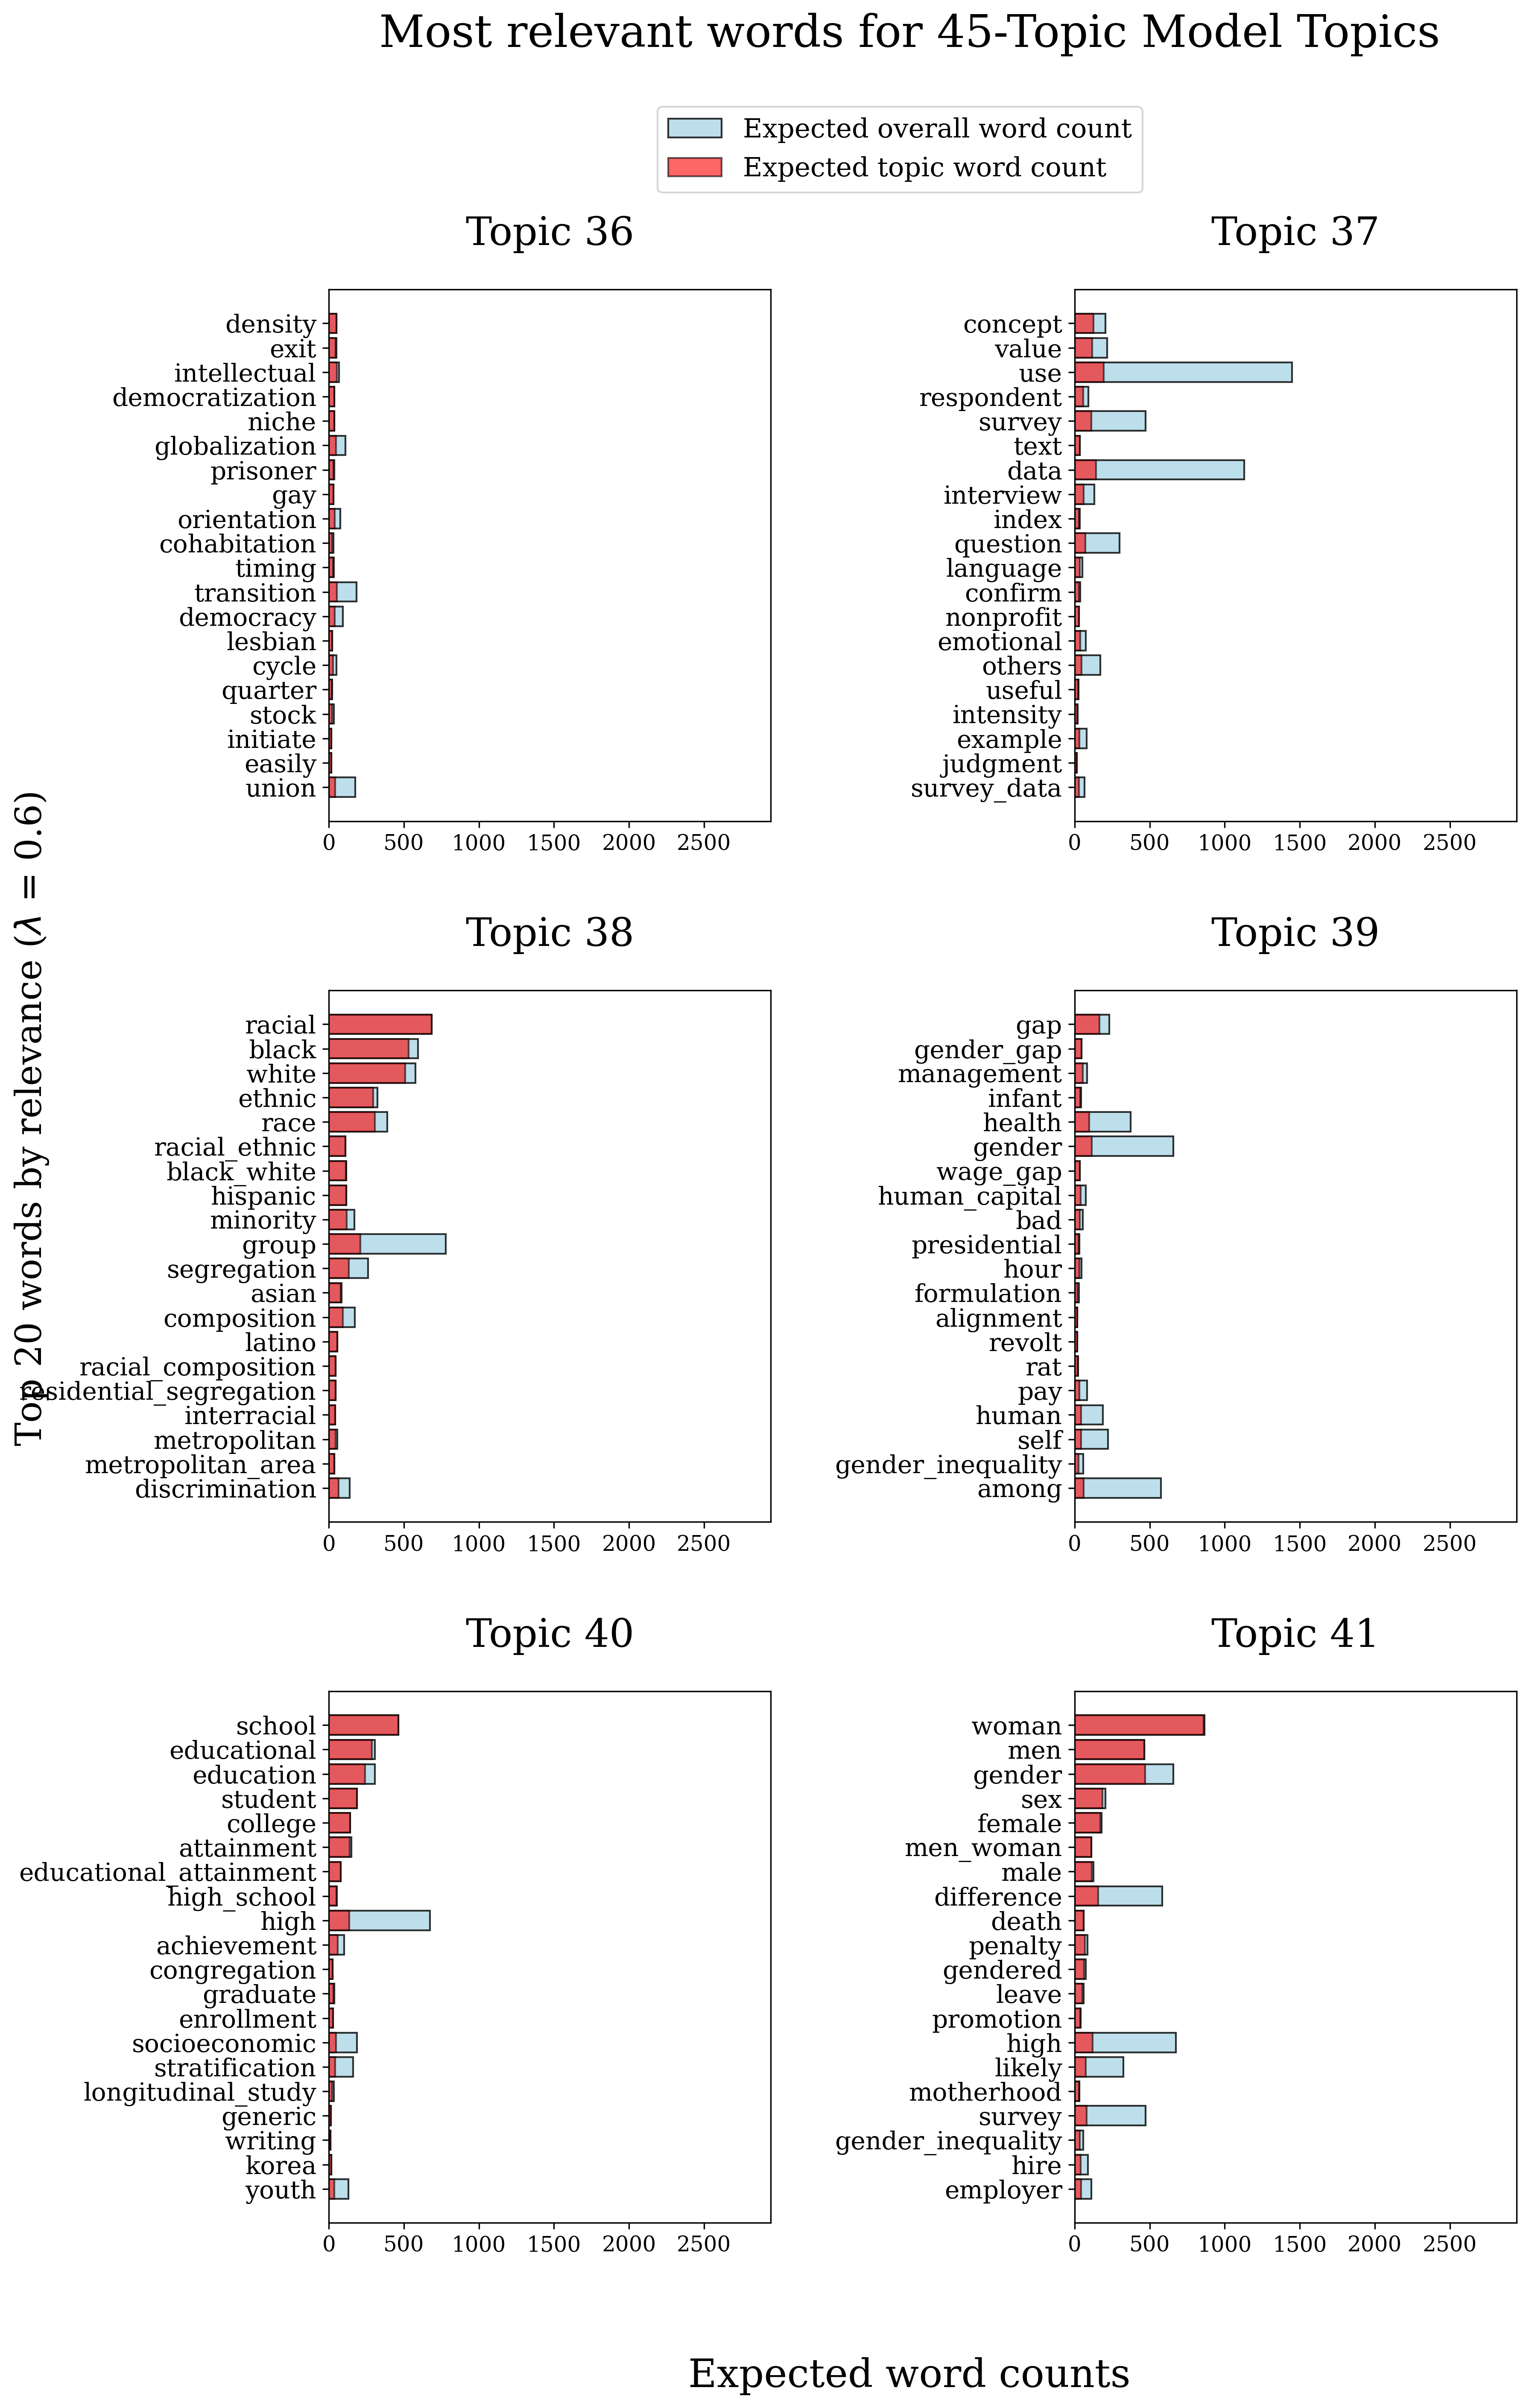 Most relevant words for 45-Topic Model Topics
Expected overall word count
Expected topic word count
Top 20 words by relevance (λ = 0.6)
Topic 36
density
exit
intellectual
democratization
niche
globalization
prisoner
gay
orientation
cohabitation
timing
transition
democracy
lesbian
cycle
quarter
stock
initiate
easily
union
0 500 1000 1500 2000 2500
Topic 37
concept
value
use
respondent
survey
text
data
interview
index
question
language
confirm
nonprofit
emotional
others
useful
intensity
example
judgment
survey_data
0 500 1000 1500 2000 2500
Topic 38
racial
black
white
ethnic
race
racial_ethnic
black_white
hispanic
minority
group
segregation
asian
composition
latino
racial_composition
residential_segregation
interracial
metropolitan
metropolitan_area
discrimination
0 500 1000 1500 2000 2500
Topic 39
gap
gender_gap
management
infant
health
gender
wage_gap
human_capital
bad
presidential
hour
formulation
alignment
revolt
rat
pay
human
self
gender_inequality
among
0 500 1000 1500 2000 2500
Topic 40
school
educational
education
student
college
attainment
educational_attainment
high_school
high
achievement
congregation
graduate
enrollment
socioeconomic
stratification
longitudinal_study
generic
writing
korea
youth
0 500 1000 1500 2000 2500
Topic 41
woman
men
gender
sex
female
men_woman
male
difference
death
penalty
gendered
leave
promotion
high
likely
motherhood
survey
gender_inequality
hire
employer
0 500 1000 1500 2000 2500
Expected word counts